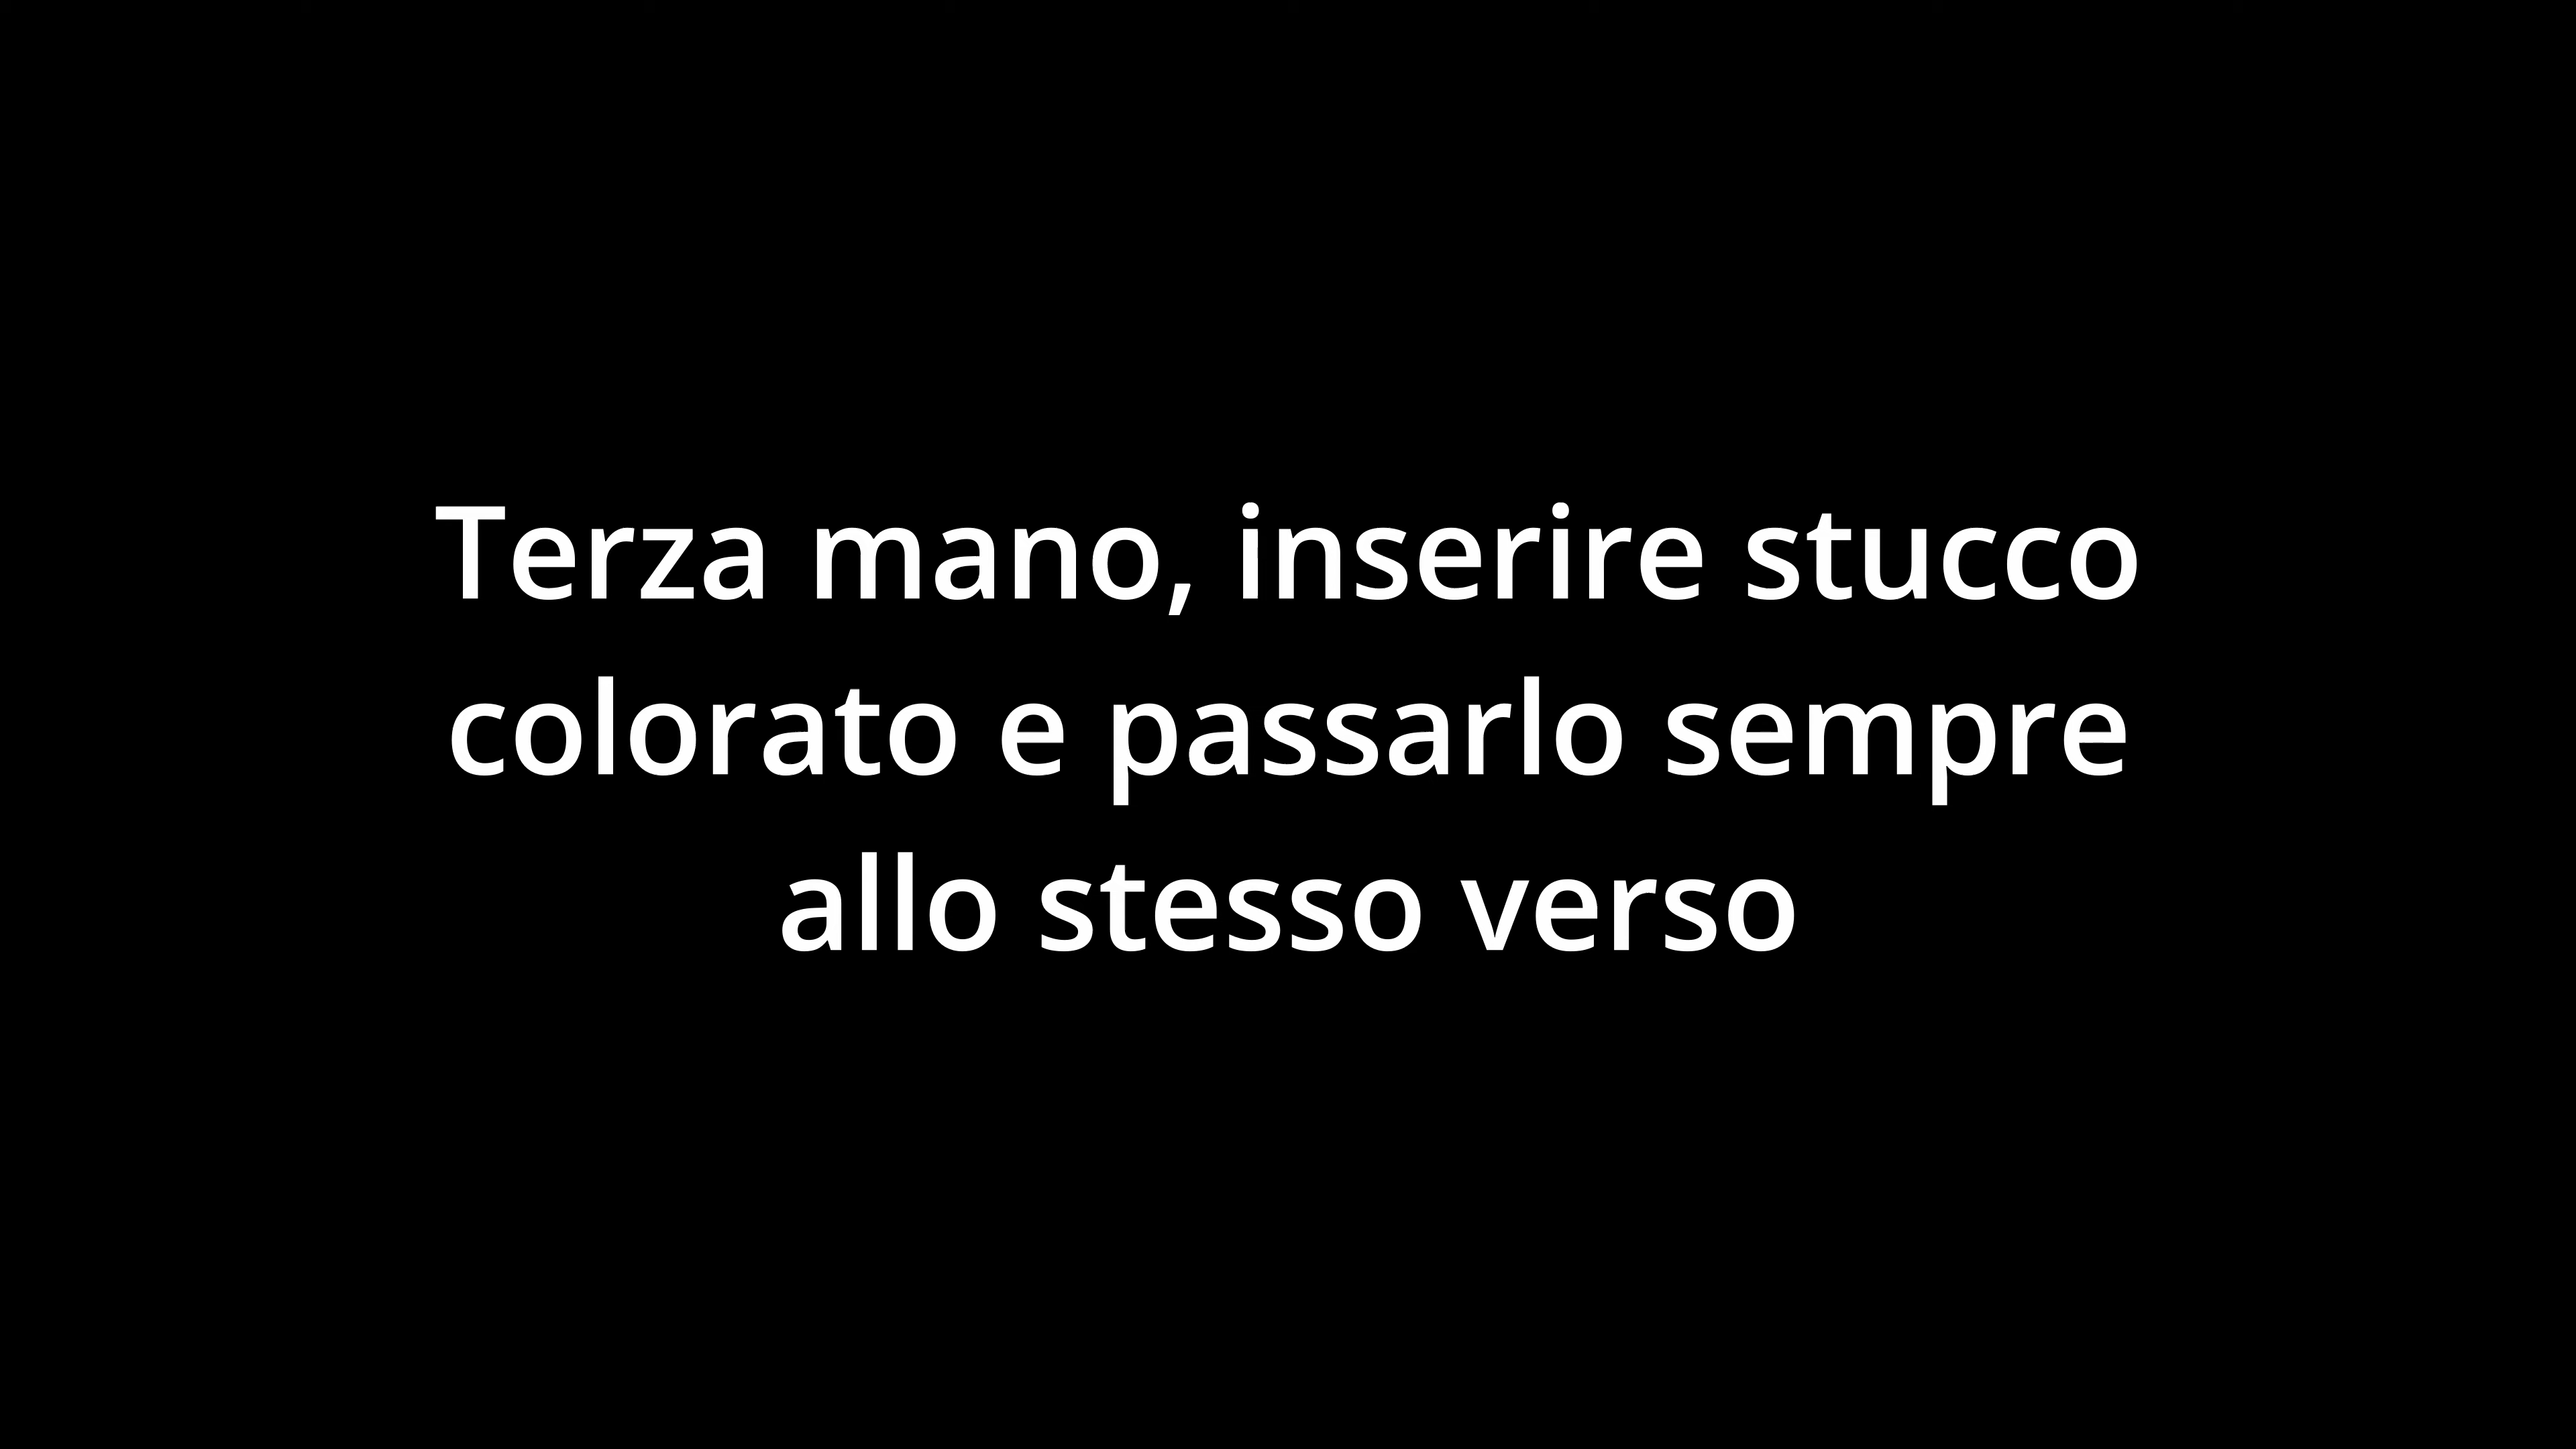 Terza mano, inserire stucco
colorato e passarlo sempre
allo stesso verso